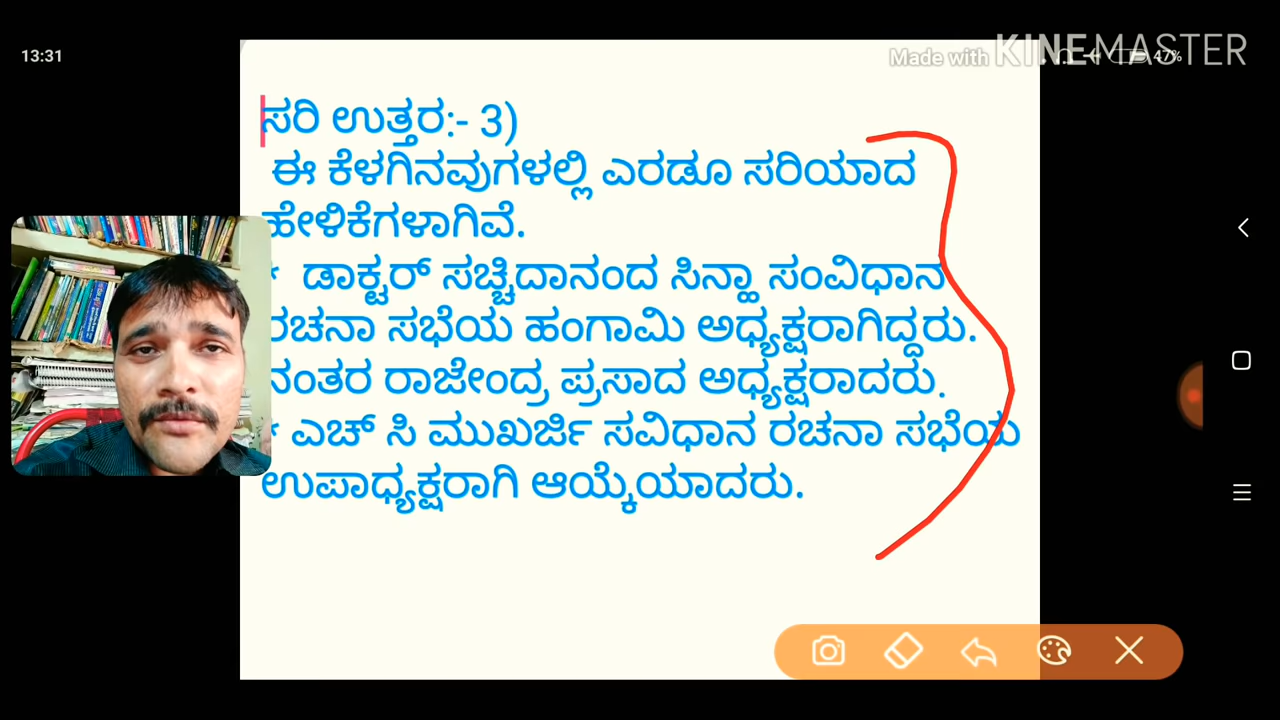 13:31
Made with KINEMASTER
47%
ಸರಿ ಉತ್ತರ:- 3)
ಈ ಕೆಳಗಿನವುಗಳಲ್ಲಿ ಎರಡೂ ಸರಿಯಾದ
ಹೇಳಿಕೆಗಳಾಗಿವೆ.
* ಡಾಕ್ಟರ್ ಸಚ್ಚಿದಾನಂದ ಸಿನ್ಹಾ ಸಂವಿಧಾನ
ರಚನಾ ಸಭೆಯ ಹಂಗಾಮಿ ಅಧ್ಯಕ್ಷರಾಗಿದ್ದರು.
ನಂತರ ರಾಜೇಂದ್ರ ಪ್ರಸಾದ ಅಧ್ಯಕ್ಷರಾದರು.
* ಎಚ್ ಸಿ ಮುಖರ್ಜಿ ಸವಿಧಾನ ರಚನಾ ಸಭೆಯ
ಉಪಾಧ್ಯಕ್ಷರಾಗಿ ಆಯ್ಕೆಯಾದರು.